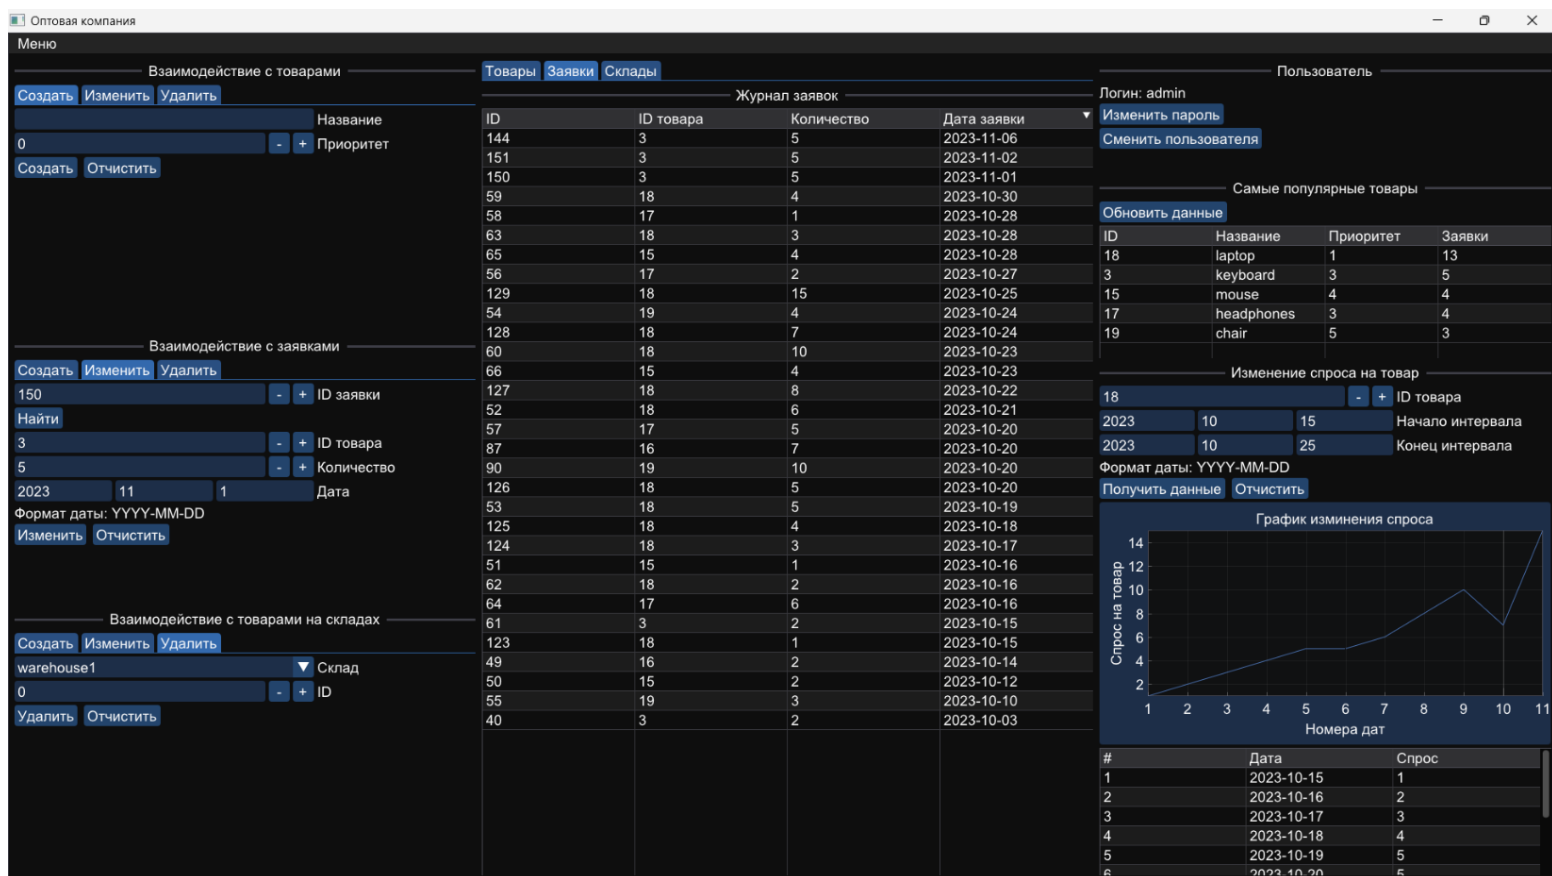 Оптовая компания
Меню
Взаимодействие с товарами
Создать Изменить Удалить
Название
0 - + Приоритет
Создать Отчистить
Взаимодействие с заявками
Создать Изменить Удалить
150 - + ID заявки
Найти
3 - + ID товара
5 - + Количество
2023 11 1 Дата
Формат даты: YYYY-MM-DD
Изменить Отчистить
Взаимодействие с товарами на складах
Создать Изменить Удалить
warehouse1 Склад
0 - + ID
Удалить Отчистить
Товары Заявки Склады
Журнал заявок
ID ID товара Количество Дата заявки
144 3 5 2023-11-06
151 3 5 2023-11-02
150 3 5 2023-11-01
59 18 4 2023-10-30
58 17 1 2023-10-28
63 18 3 2023-10-28
65 15 4 2023-10-28
56 17 2 2023-10-27
129 18 15 2023-10-25
54 19 4 2023-10-24
128 18 7 2023-10-24
60 18 10 2023-10-23
66 15 4 2023-10-23
127 18 8 2023-10-22
52 18 6 2023-10-21
57 17 5 2023-10-20
87 16 7 2023-10-20
90 19 10 2023-10-20
126 18 5 2023-10-20
53 18 5 2023-10-19
125 18 4 2023-10-18
124 18 3 2023-10-17
51 15 1 2023-10-16
62 18 2 2023-10-16
64 17 6 2023-10-16
61 3 2 2023-10-15
123 18 1 2023-10-15
49 16 2 2023-10-14
50 15 2 2023-10-12
55 19 3 2023-10-10
40 3 2 2023-10-03
Пользователь
Логин: admin
Изменить пароль
Сменить пользователя
Самые популярные товары
Обновить данные
ID Название Приоритет Заявки
18 laptop 1 13
3 keyboard 3 5
15 mouse 4 4
17 headphones 3 4
19 chair 5 3
Изменение спроса на товар
18 - + ID товара
2023 10 15 Начало интервала
2023 10 25 Конец интервала
Формат даты: YYYY-MM-DD
Получить данные Отчистить
График изминения спроса
Спрос на товар
14
12
10
8
6
4
2
1 2 3 4 5 6 7 8 9 10 11
Номера дат
# Дата Спрос
1 2023-10-15 1
2 2023-10-16 2
3 2023-10-17 3
4 2023-10-18 4
5 2023-10-19 5
6 2023-10-20 5